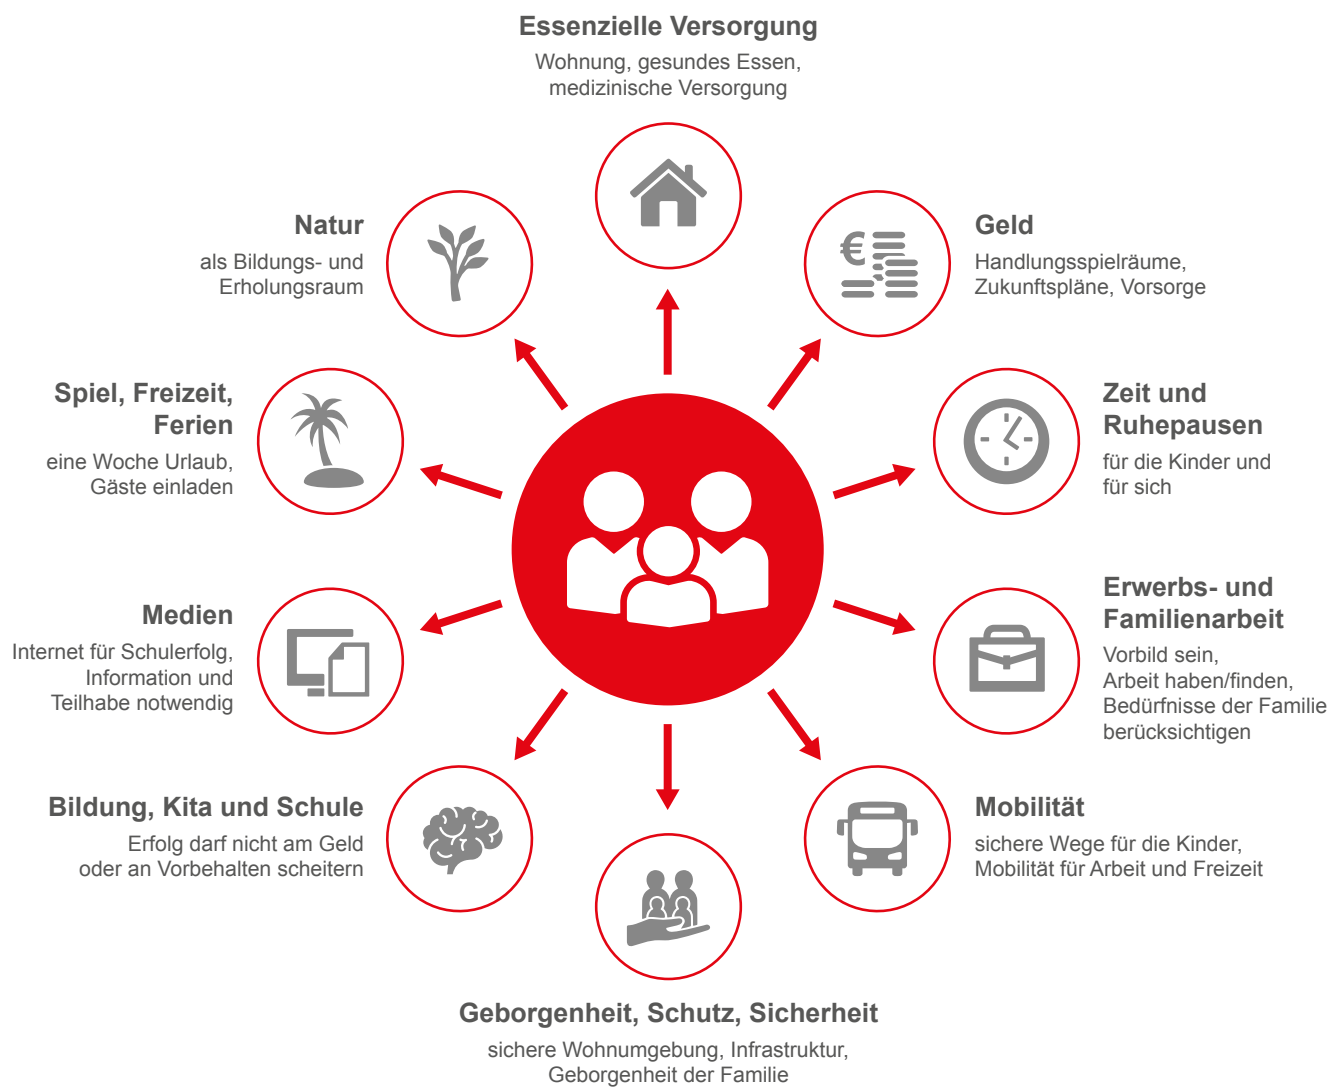 Essenzielle Versorgung
Wohnung, gesundes Essen,
medizinische Versorgung
Geld
Handlungsspielräume,
Zukunftspläne, Vorsorge
Zeit und
Ruhepausen
für die Kinder und
für sich
Erwerbs- und
Familienarbeit
Vorbild sein,
Arbeit haben/finden,
Bedürfnisse der Familie
berücksichtigen
Mobilität
sichere Wege für die Kinder,
Mobilität für Arbeit und Freizeit
Geborgenheit, Schutz, Sicherheit
sichere Wohnumgebung, Infrastruktur,
Geborgenheit der Familie
Bildung, Kita und Schule
Erfolg darf nicht am Geld
oder an Vorbehalten scheitern
Medien
Internet für Schulerfolg,
Information und
Teilhabe notwendig
Spiel, Freizeit,
Ferien
eine Woche Urlaub,
Gäste einladen
Natur
als Bildungs- und
Erholungsraum
€